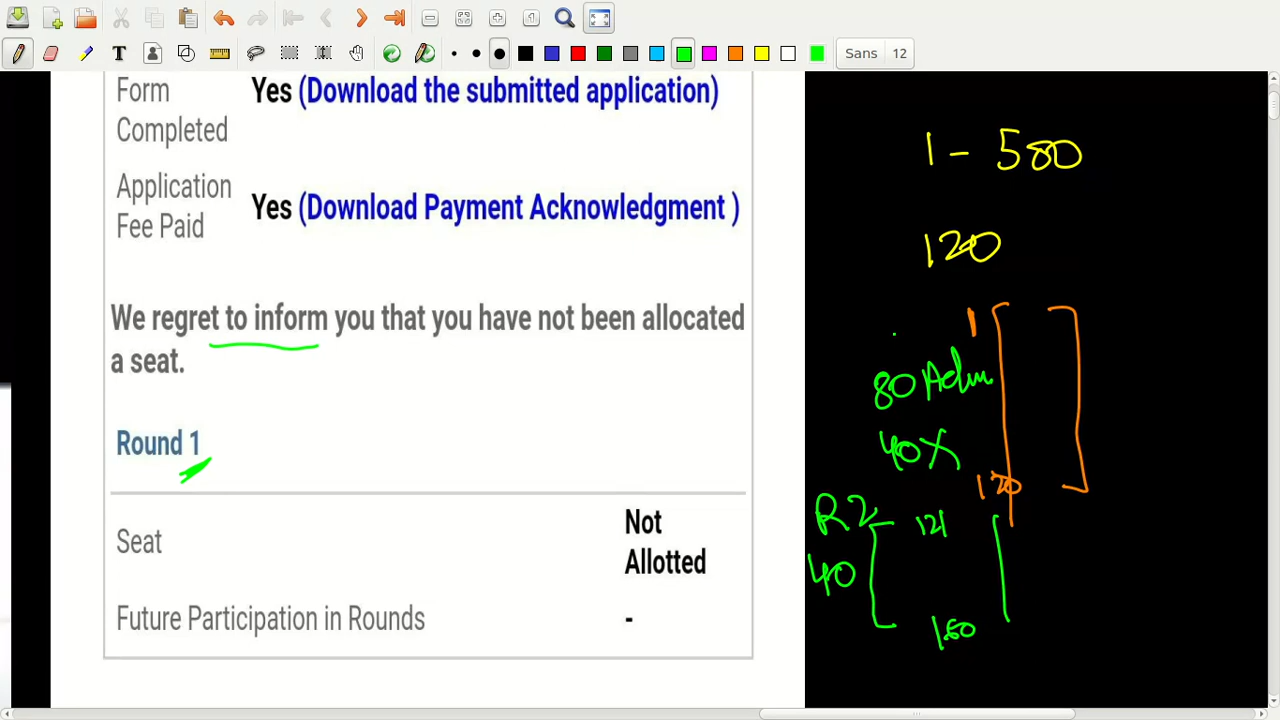 Sans 12
Form Completed Yes (Download the submitted application)
Application Fee Paid Yes (Download Payment Acknowledgment )
We regret to inform you that you have not been allocated
a seat.
Round 1
Seat Not Allotted
Future Participation in Rounds -
1 - 580
120
1
80 Adm
40 X
120
R2 121
40
160